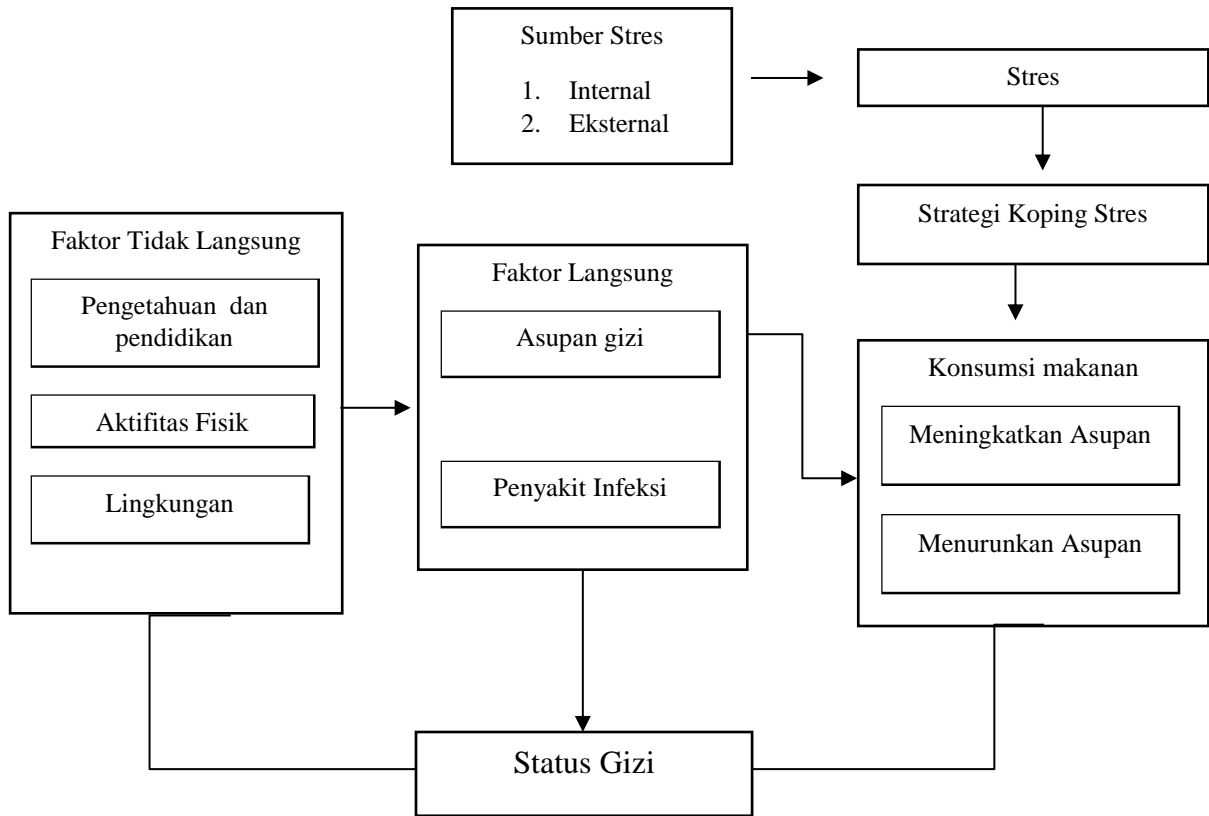 Sumber Stres
1. Internal
2. Eksternal
Stres
Strategi Koping Stres
Faktor Tidak Langsung
Pengetahuan dan
pendidikan
Aktifitas Fisik
Lingkungan
Faktor Langsung
Asupan gizi
Penyakit Infeksi
Konsumsi makanan
Meningkatkan Asupan
Menurunkan Asupan
Status Gizi